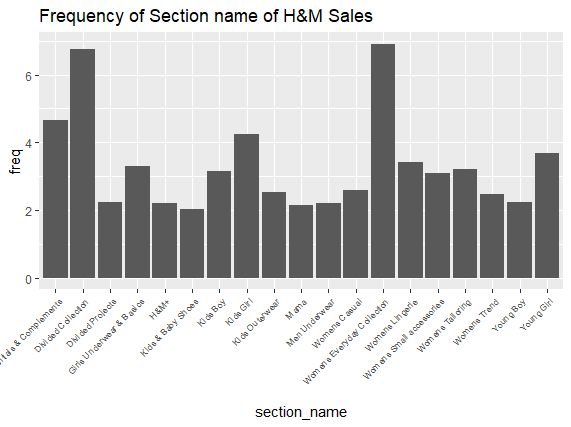 Frequency of Section name of H&M Sales
freq
6
4
2
0
& Complements
Divided Collection
Divided Projects
Girls Underwear & Basics
H&M+
Kids & Baby Shoes
Kids Boy
Kids Girl
Kids Outerwear
Mama
Men Underwear
Womens Casual
Womens Everyday Collection
Womens Lingerie
Womens Small accessories
Womens Tailoring
Womens Trend
Young Boy
Young Girl
section_name